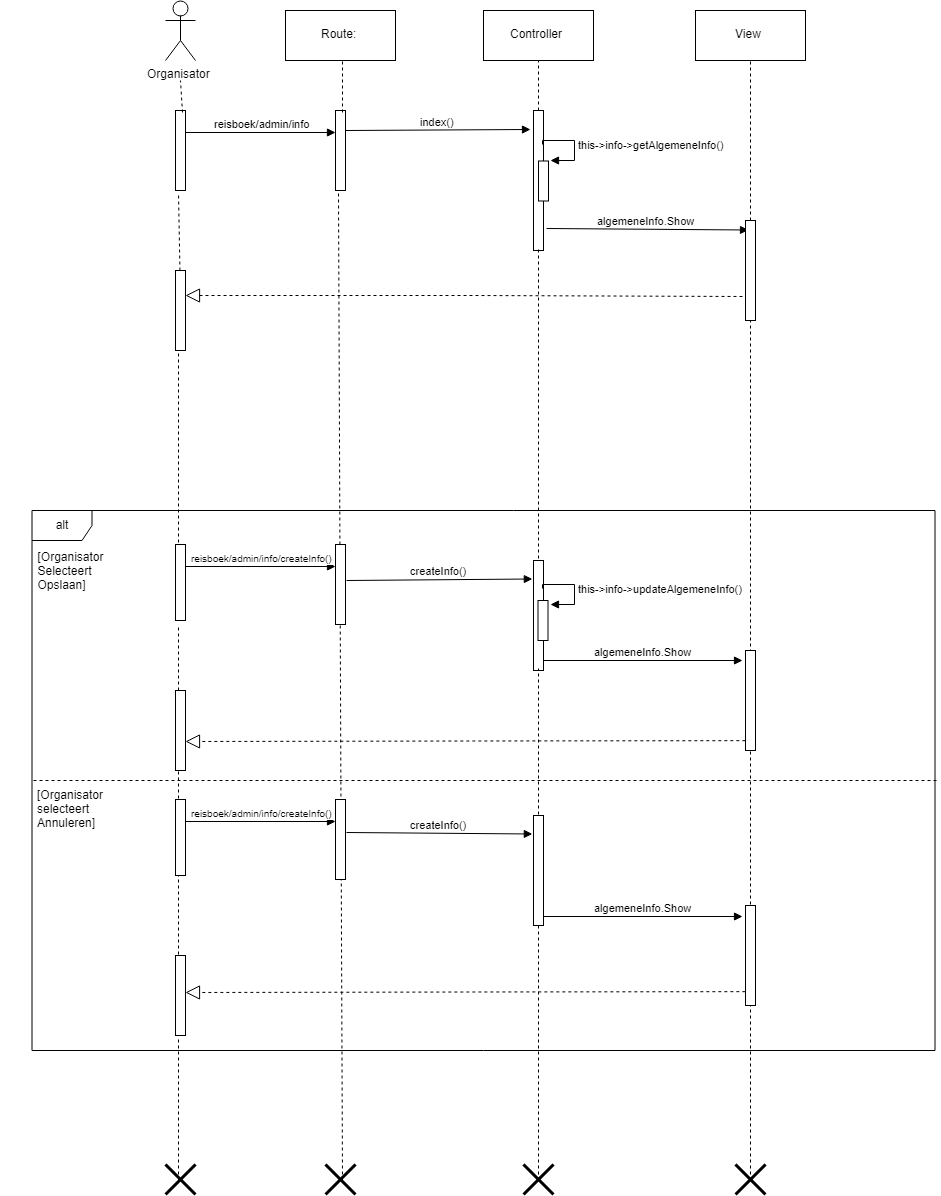 Organisator
Route:
Controller
View
reisboek/admin/info
index()
this->info->getAlgemeneInfo()
algemeneInfo.Show
alt
[Organisator
Selecteert
Opslaan]
reisboek/admin/info/createInfo()
createInfo()
this->info->updateAlgemeneInfo()
algemeneInfo.Show
[Organisator
selecteert
Annuleren]
reisboek/admin/info/createInfo()
createInfo()
algemeneInfo.Show